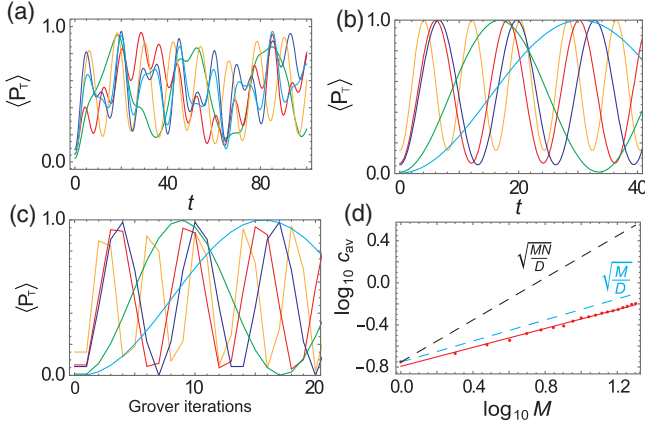 (a)
1.0
⟨P_T⟩
0.0
0 40 80
t
(b)
1.0
⟨P_T⟩
0.0
0 20 40
t
(c)
1.0
⟨P_T⟩
0.0
0 10 20
Grover iterations
(d)
0.4
0.0
-0.4
-0.8
log₁₀ c_av
√(MN/D)
√(M/D)
0.0 0.4 0.8 1.2
log₁₀ M